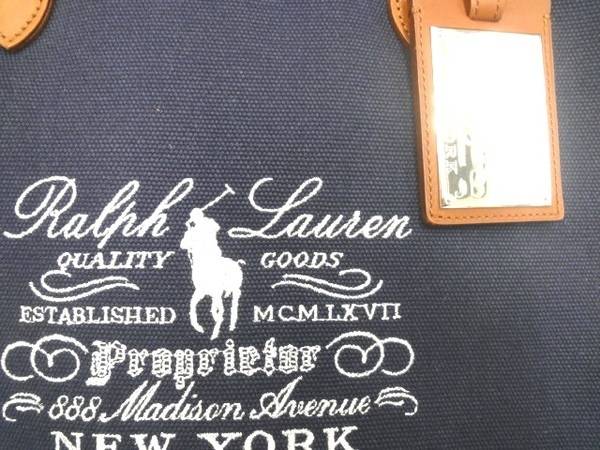 Ralph Lauren
QUALITY GOODS
ESTABLISHED MCMLXVII
Proprietor
888 Madison Avenue
NEW YORK